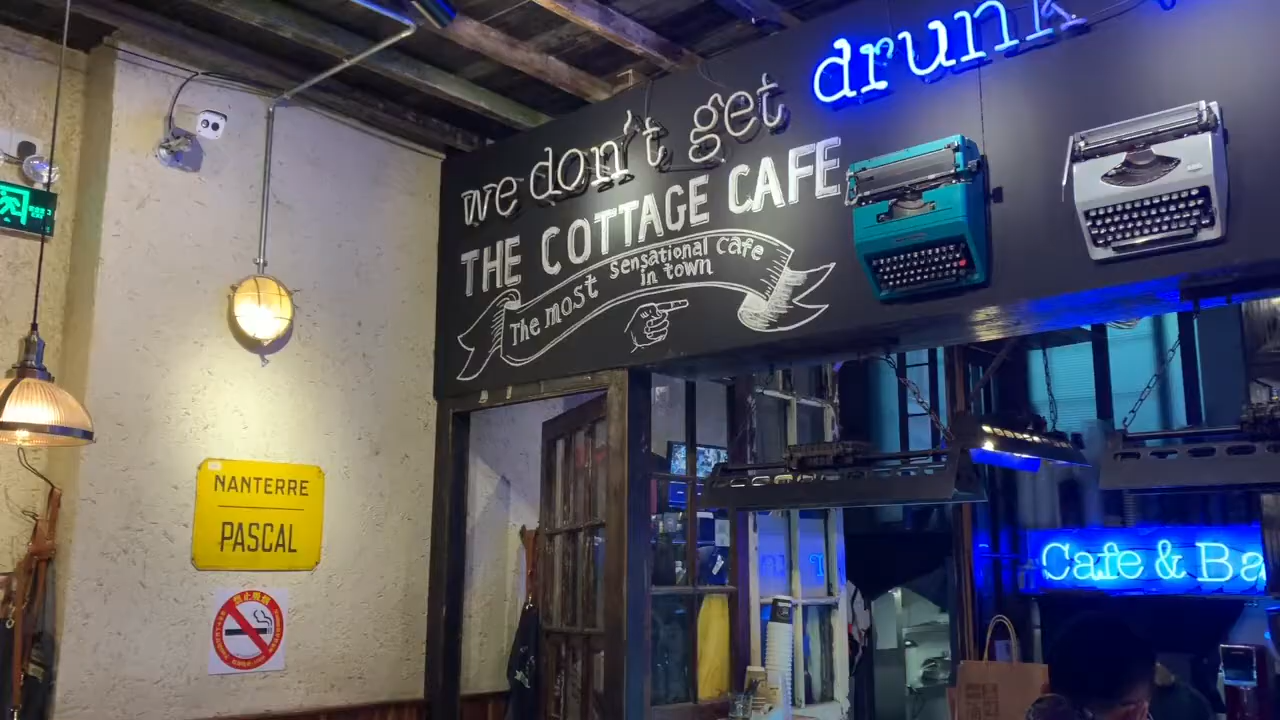 we don't get drunk
THE COTTAGE CAFE
The most sensational cafe
in town
NANTERRE
PASCAL
禁止吸烟
Cafe & Ba